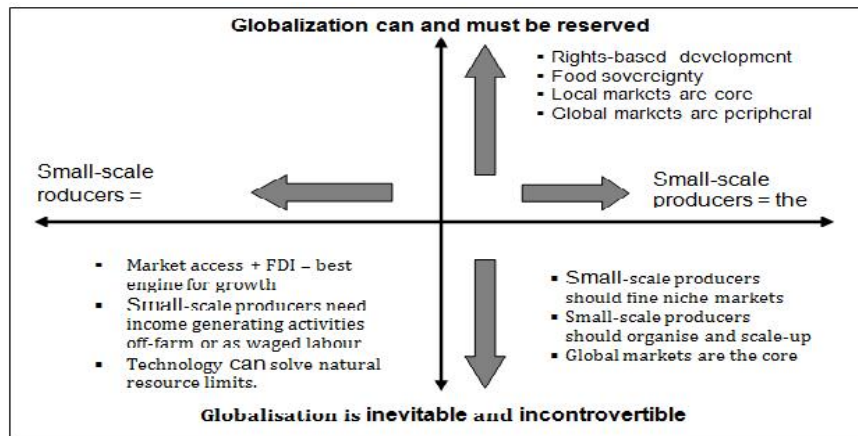 Globalization can and must be reserved
▪ Rights-based development
▪ Food sovereignty
▪ Local markets are core
▪ Global markets are peripheral
Small-scale
roducers =
Small-scale
producers = the
▪ Market access + FDI – best
engine for growth
▪ Small-scale producers need
income generating activities
off-farm or as waged labour
▪ Technology can solve natural
resource limits.
▪ Small-scale producers
should fine niche markets
▪ Small-scale producers
should organise and scale-up
▪ Global markets are the core
Globalisation is inevitable and incontrovertible